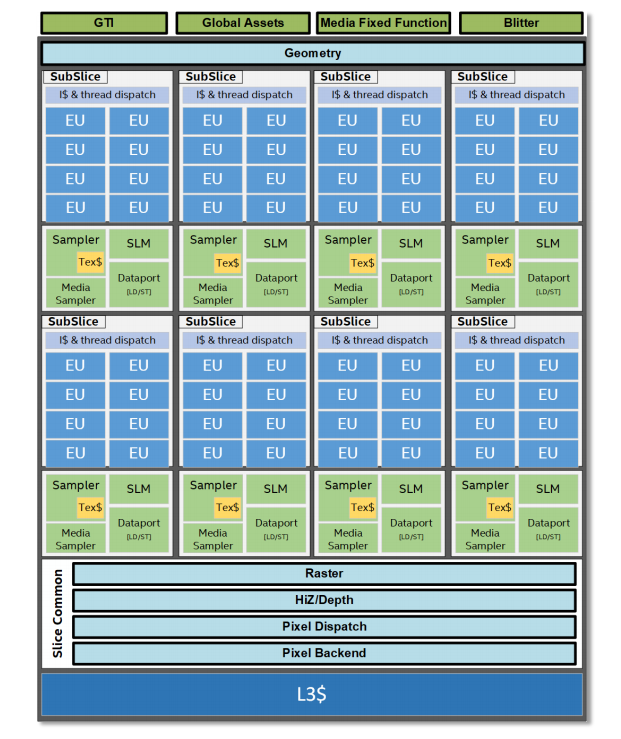 GTI Global Assets Media Fixed Function Blitter
Geometry
SubSlice SubSlice SubSlice SubSlice
I$ & thread dispatch I$ & thread dispatch I$ & thread dispatch I$ & thread dispatch
EU EU EU EU EU EU EU EU
EU EU EU EU EU EU EU EU
EU EU EU EU EU EU EU EU
EU EU EU EU EU EU EU EU
Sampler SLM Sampler SLM Sampler SLM Sampler SLM
Tex$ Tex$ Tex$ Tex$
Dataport Dataport Dataport Dataport
Media [LD/ST] Media [LD/ST] Media [LD/ST] Media [LD/ST]
Sampler Sampler Sampler Sampler
SubSlice SubSlice SubSlice SubSlice
I$ & thread dispatch I$ & thread dispatch I$ & thread dispatch I$ & thread dispatch
EU EU EU EU EU EU EU EU
EU EU EU EU EU EU EU EU
EU EU EU EU EU EU EU EU
EU EU EU EU EU EU EU EU
Sampler SLM Sampler SLM Sampler SLM Sampler SLM
Tex$ Tex$ Tex$ Tex$
Dataport Dataport Dataport Dataport
Media [LD/ST] Media [LD/ST] Media [LD/ST] Media [LD/ST]
Sampler Sampler Sampler Sampler
Slice Common
Raster
HiZ/Depth
Pixel Dispatch
Pixel Backend
L3$